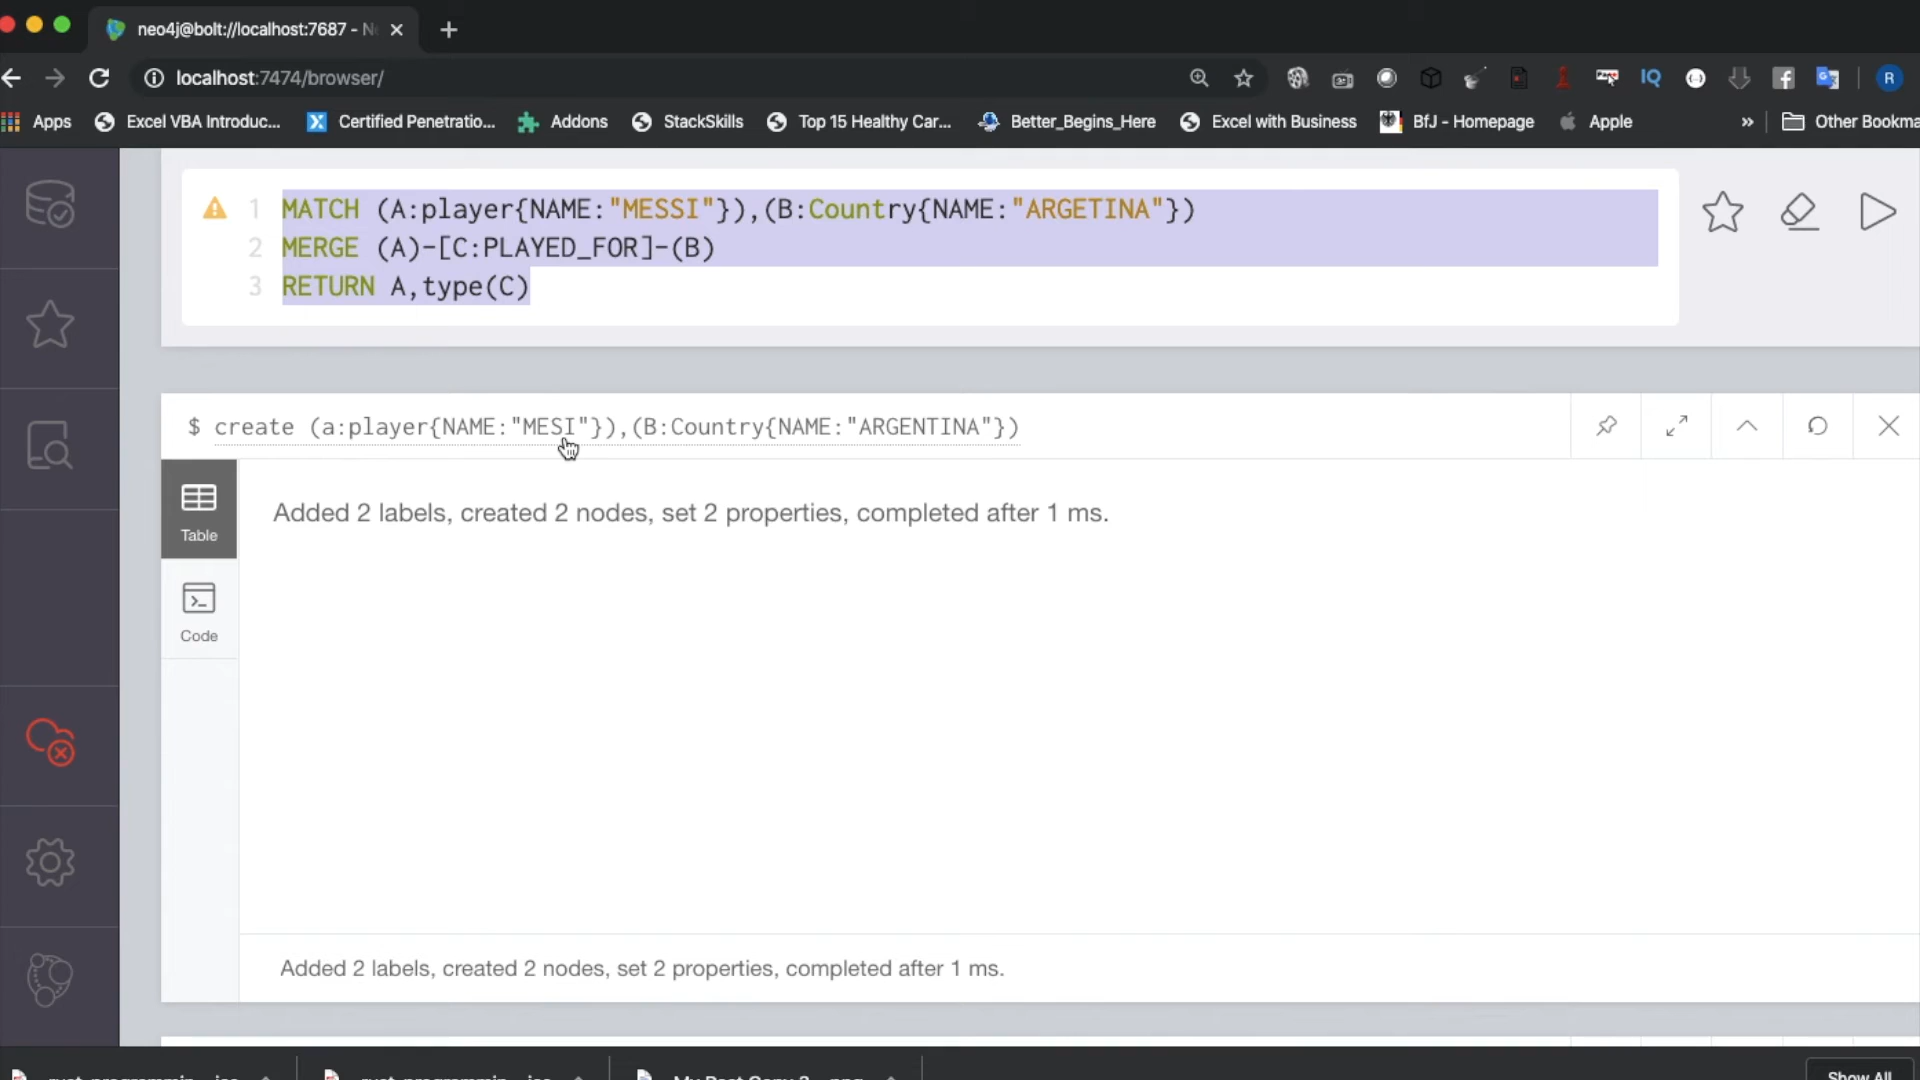 neo4j@bolt://localhost:7687 - N
localhost:7474/browser/
IQ
R
Apps
Excel VBA Introduc...
Certified Penetratio...
Addons
StackSkills
Top 15 Healthy Car...
Better_Begins_Here
Excel with Business
BfJ - Homepage
Apple
»
Other Bookma
1 MATCH (A:player{NAME:"MESSI"}),(B:Country{NAME:"ARGETINA"})
2 MERGE (A)-[C:PLAYED_FOR]-(B)
3 RETURN A,type(C)
$ create (a:player{NAME:"MESI"}),(B:Country{NAME:"ARGENTINA"})
Table
Added 2 labels, created 2 nodes, set 2 properties, completed after 1 ms.
Code
Added 2 labels, created 2 nodes, set 2 properties, completed after 1 ms.
Show All